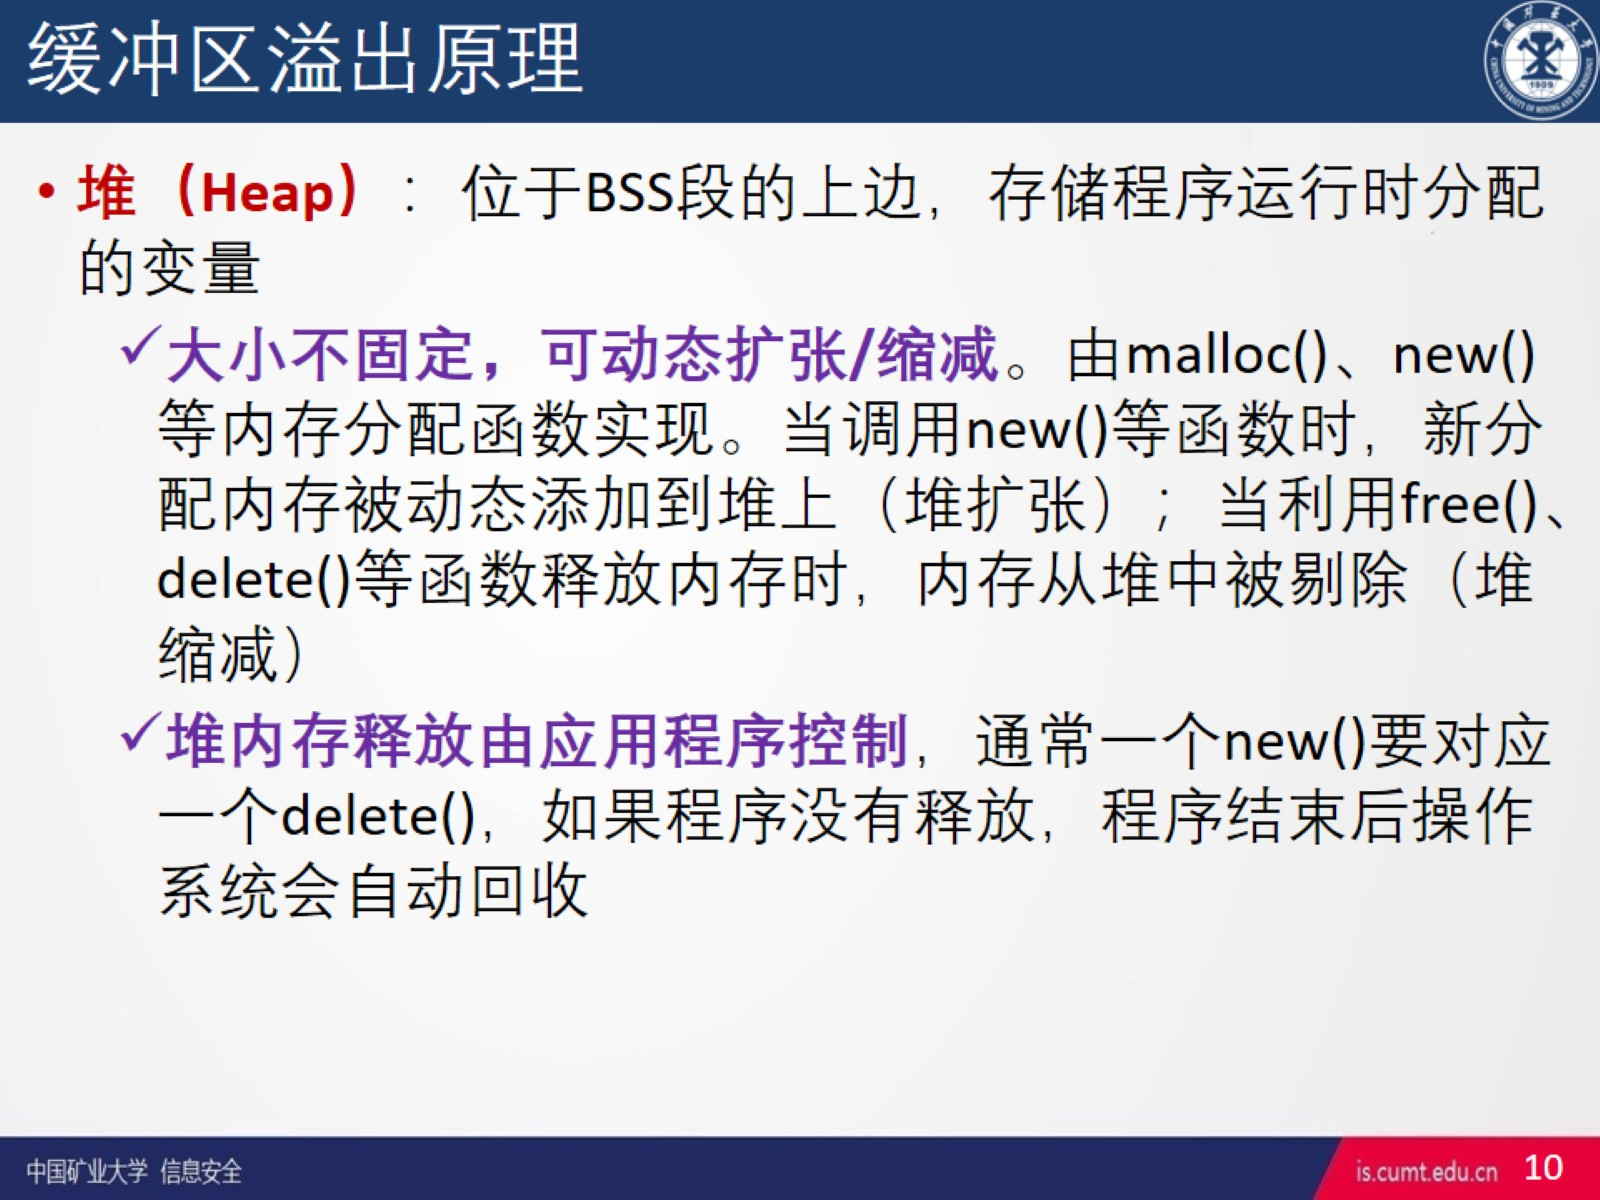 缓冲区溢出原理
• 堆（Heap）：位于BSS段的上边，存储程序运行时分配
的变量
✓大小不固定，可动态扩张/缩减。由malloc()、new()
等内存分配函数实现。当调用new()等函数时，新分
配内存被动态添加到堆上（堆扩张）；当利用free()、
delete()等函数释放内存时，内存从堆中被剔除（堆
缩减）
✓堆内存释放由应用程序控制，通常一个new()要对应
一个delete()，如果程序没有释放，程序结束后操作
系统会自动回收
中国矿业大学 信息安全
is.cumt.edu.cn 10
1909
CHINA UNIVERSITY OF MINING AND TECHNOLOGY